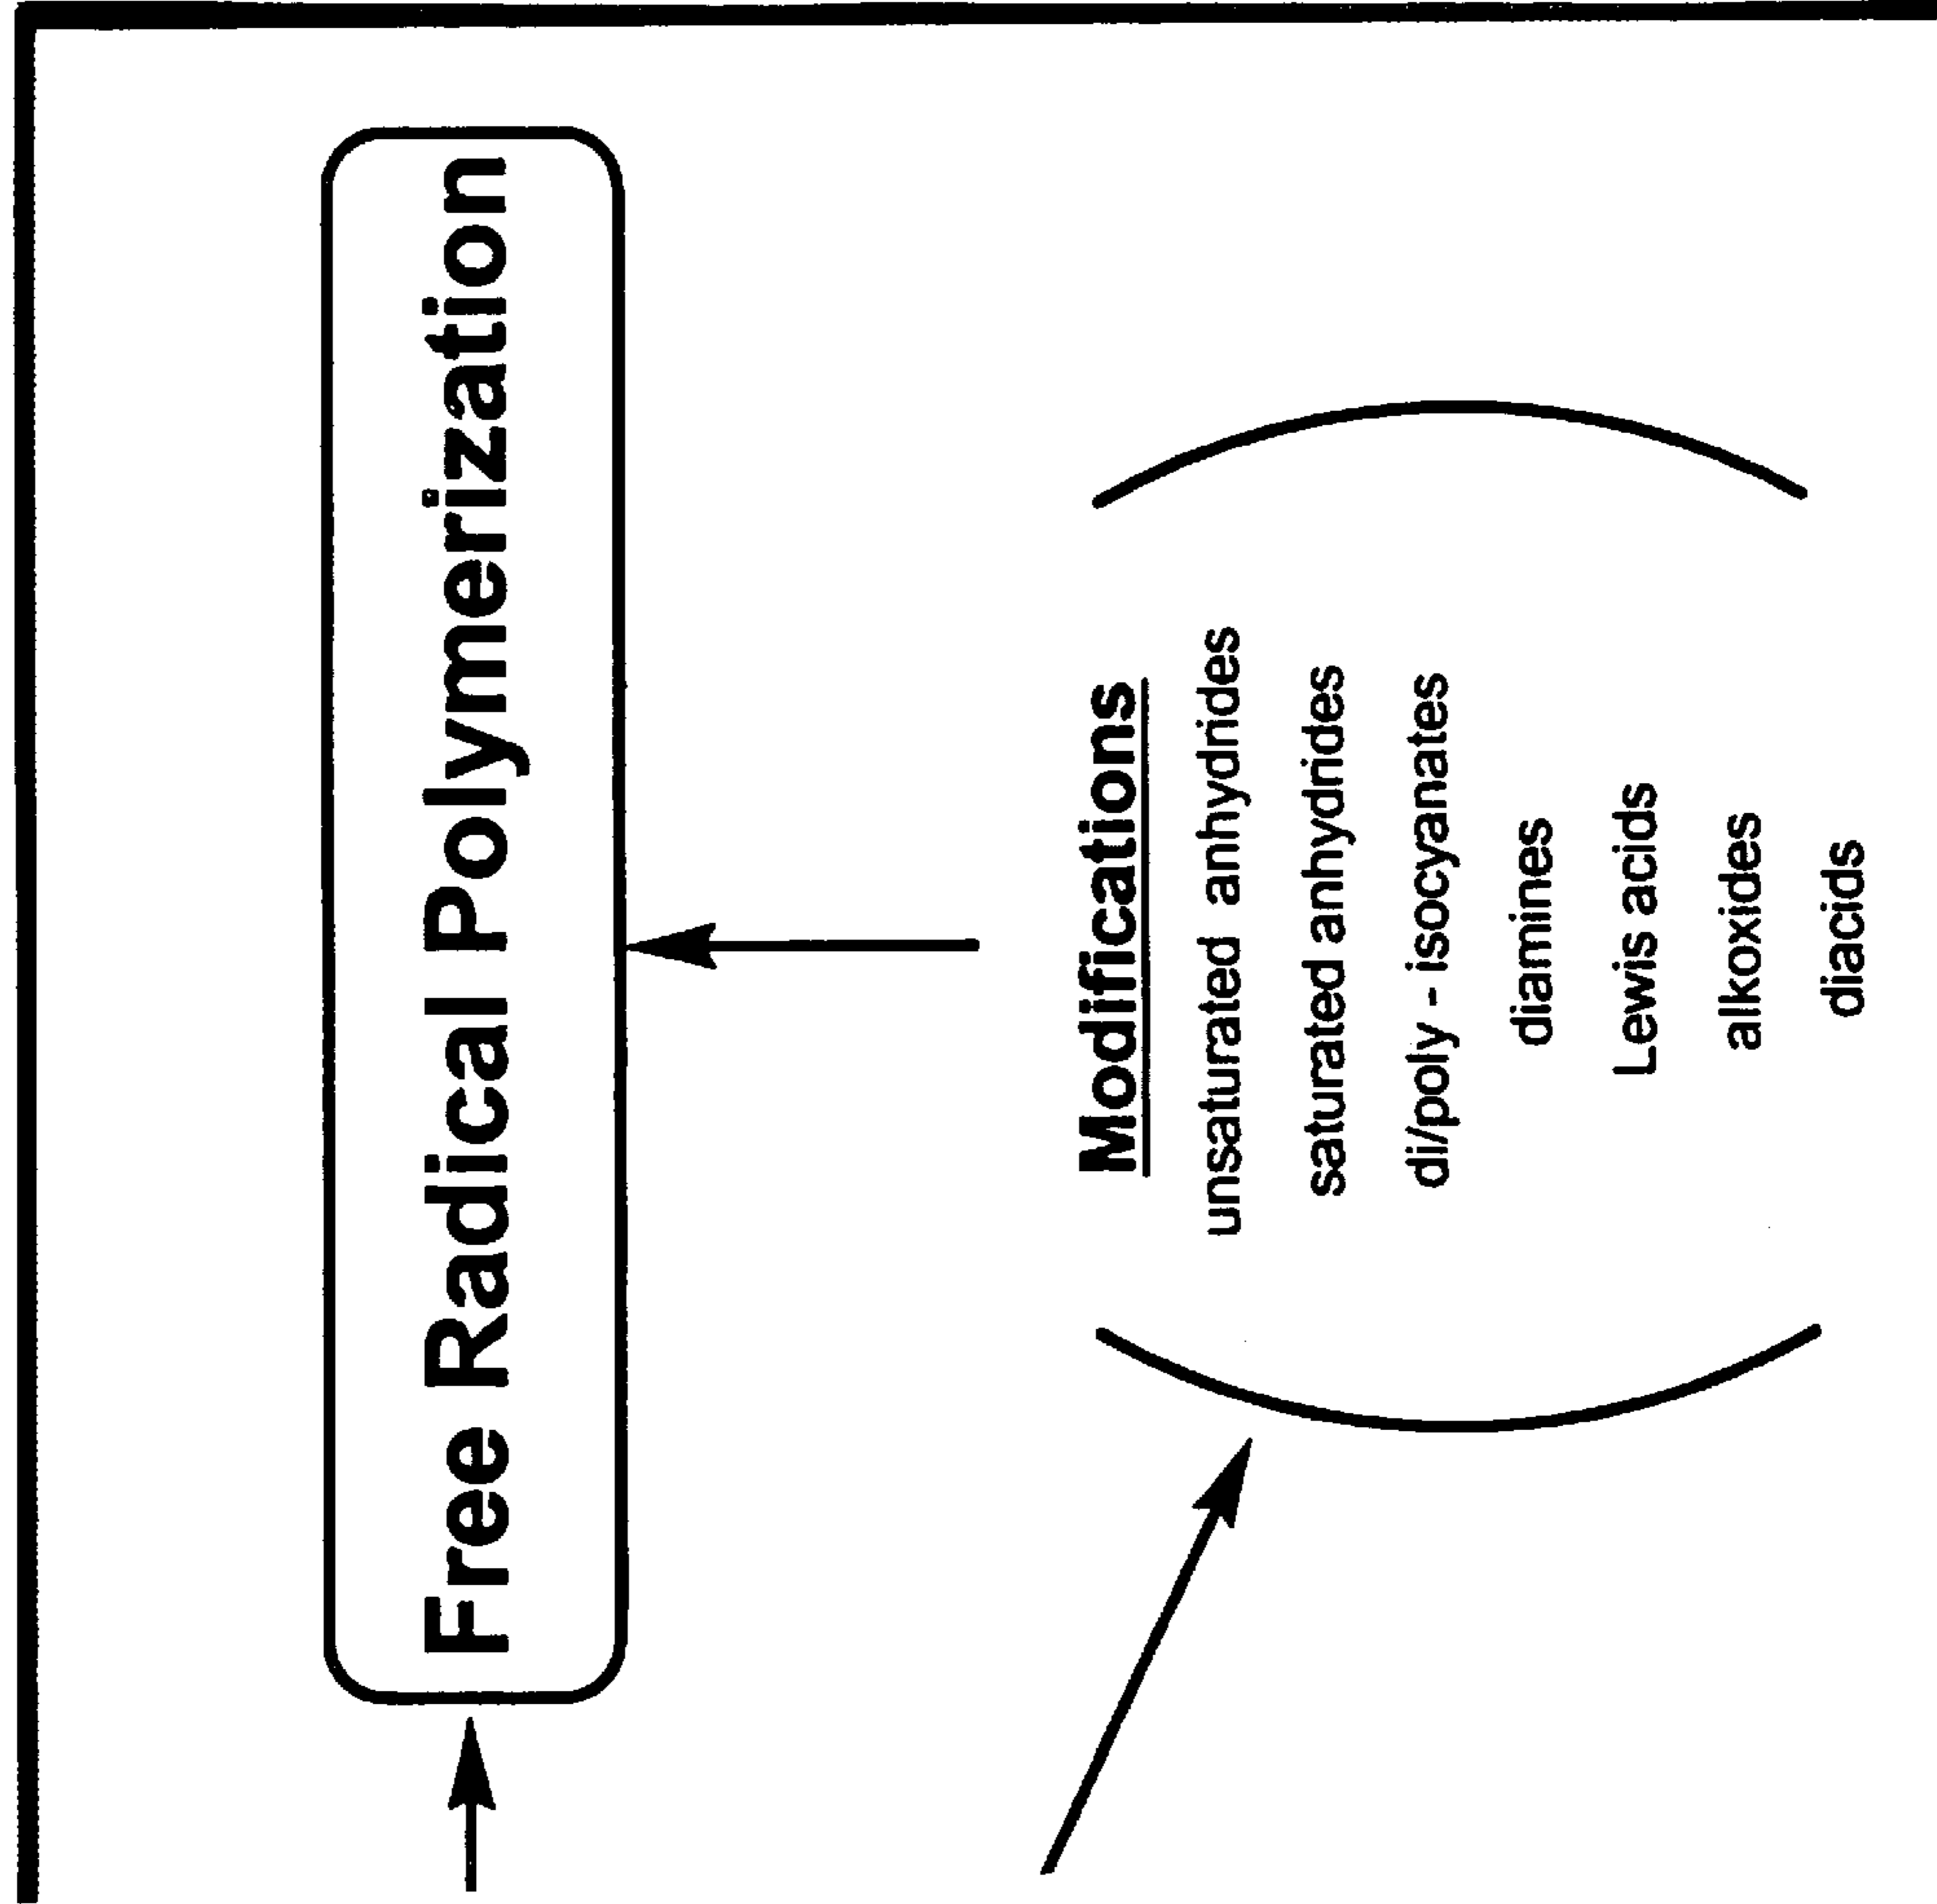 Free Radical Polymerization
Modifications
unsaturated anhydrides
saturated anhydrides
di/poly - isocyanates
diamines
Lewis acids
alkoxides
diacids